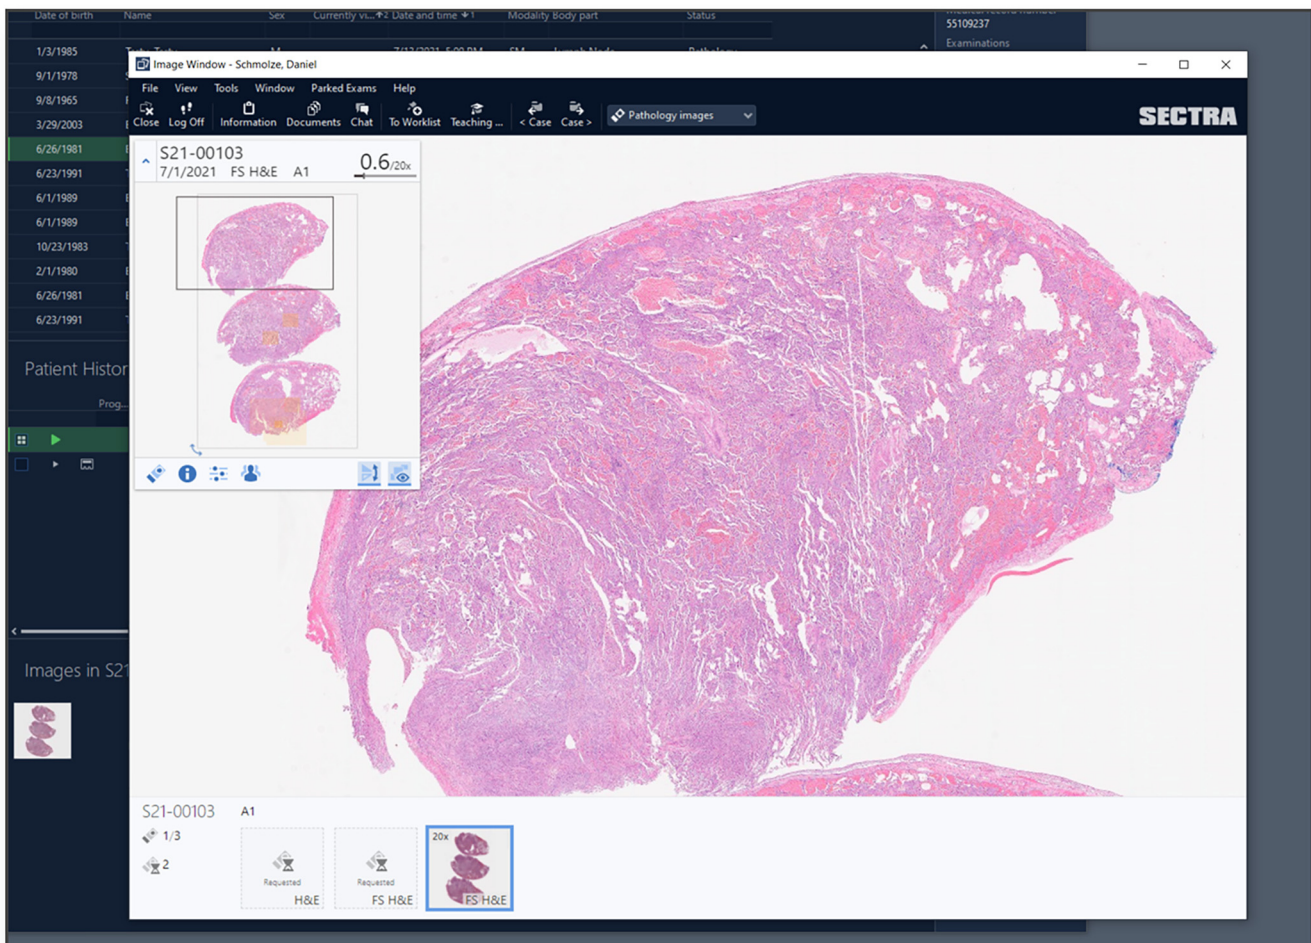 Date of birth Name Sex Currently vi... 2 Date and time 1 Modality Body part Status
55109237
Examinations
1/3/1985
9/1/1978
9/8/1965
3/29/2003
6/26/1981
6/23/1991
6/1/1989
6/1/1989
10/23/1983
2/1/1980
6/26/1981
6/23/1991
Patient Histor
Prog...
Images in S21
Image Window - Schmolze, Daniel
File View Tools Window Parked Exams Help
Close Log Off Information Documents Chat To Worklist Teaching ... < Case Case > Pathology images
SECTRA
S21-00103
7/1/2021 FS H&E A1
0.6/20x
S21-00103 A1
1/3
2
Requested
H&E
Requested
FS H&E
20x
FS H&E